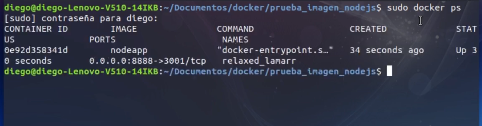 diego@diego-Lenovo-V510-14IKB:~/Documentos/docker/prueba_imagen_nodejs$ sudo docker ps
[sudo] contraseña para diego:
CONTAINER ID IMAGE COMMAND CREATED STAT
US PORTS NAMES
0e92d358341d nodeapp "docker-entrypoint.s…" 34 seconds ago Up 3
0 seconds 0.0.0.0:8888->3001/tcp relaxed_lamarr
diego@diego-Lenovo-V510-14IKB:~/Documentos/docker/prueba_imagen_nodejs$